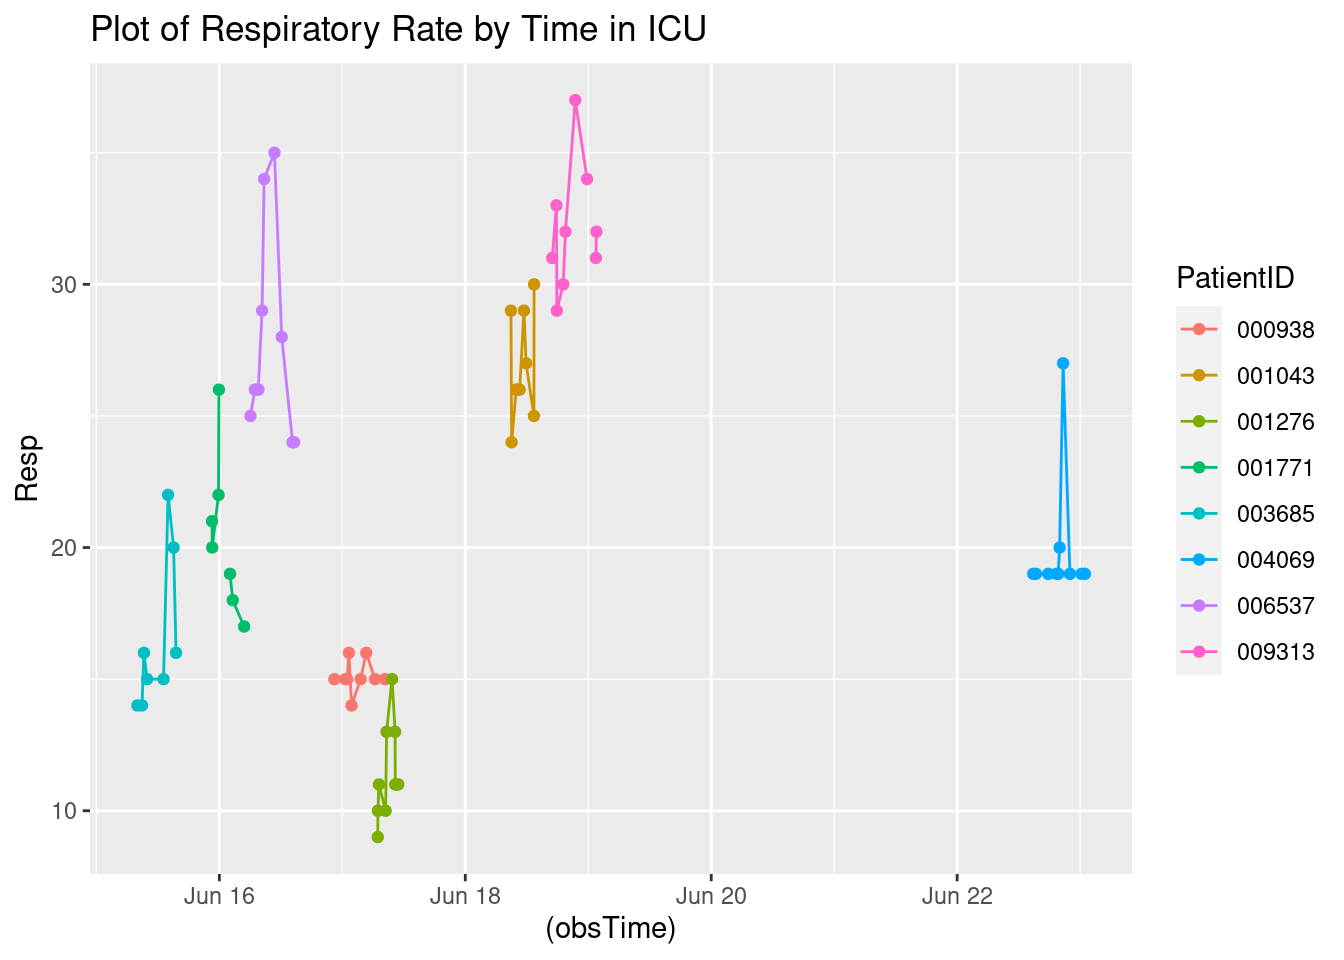 Plot of Respiratory Rate by Time in ICU
Resp
30
20
10
Jun 16
Jun 18
Jun 20
Jun 22
(obsTime)
PatientID
000938
001043
001276
001771
003685
004069
006537
009313